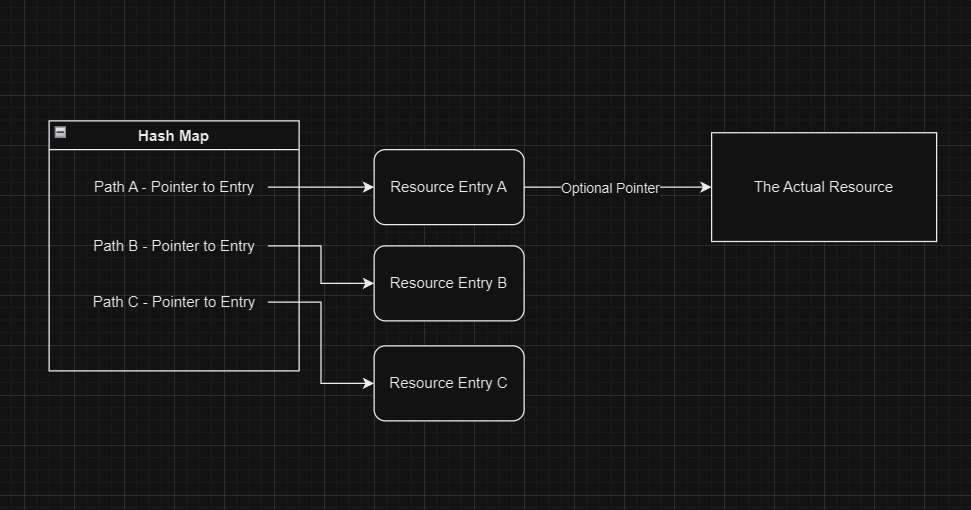 Hash Map
Path A - Pointer to Entry
Path B - Pointer to Entry
Path C - Pointer to Entry
Resource Entry A
Resource Entry B
Resource Entry C
Optional Pointer
The Actual Resource